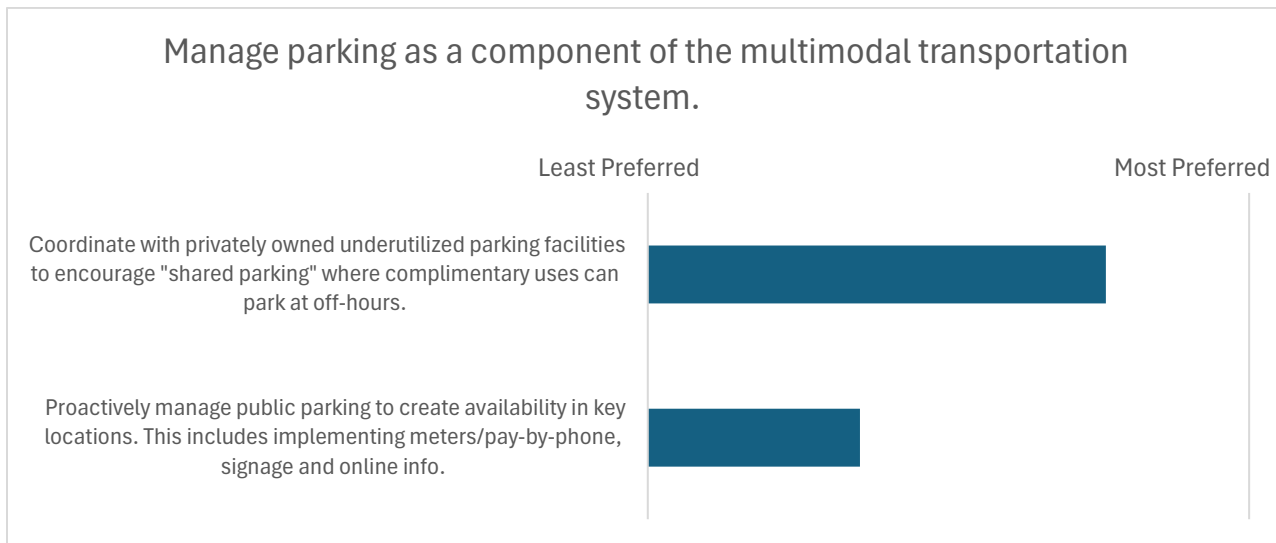 Manage parking as a component of the multimodal transportation
system.
Least Preferred
Most Preferred
Coordinate with privately owned underutilized parking facilities
to encourage "shared parking" where complimentary uses can
park at off-hours.
Proactively manage public parking to create availability in key
locations. This includes implementing meters/pay-by-phone,
signage and online info.